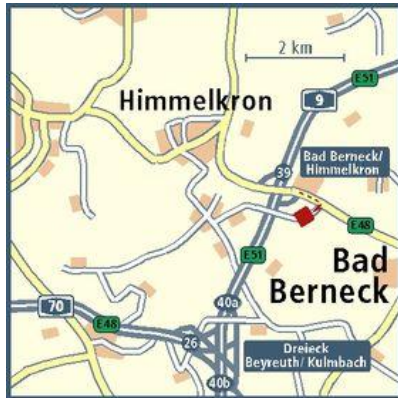 2 km
E51
9
Himmelkron
Bad Berneck/
Himmelkron
39
E48
E51
Bad
Berneck
70
E48
40a
26
Dreieck
Beyreuth/ Kulmbach
40b